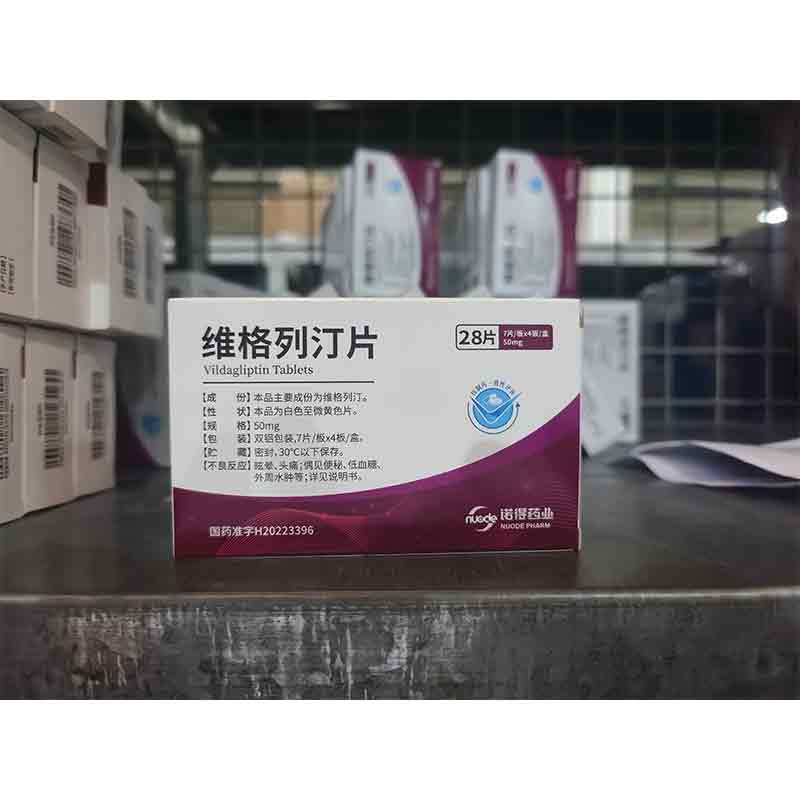 维格列汀片
Vildagliptin Tablets
28片
7片/板x4板/盒
50mg
【成　份】本品主要成份为维格列汀。
【性　状】本品为白色至微黄色片。
【规　格】50mg
【包　装】双铝包装,7片/板x4板/盒。
【贮　藏】密封,30℃以下保存。
【不良反应】眩晕、头痛;偶见便秘、低血糖、
外周水肿等;详见说明书。
国药准字H20223396
nuode
诺得药业
NUODE PHARM